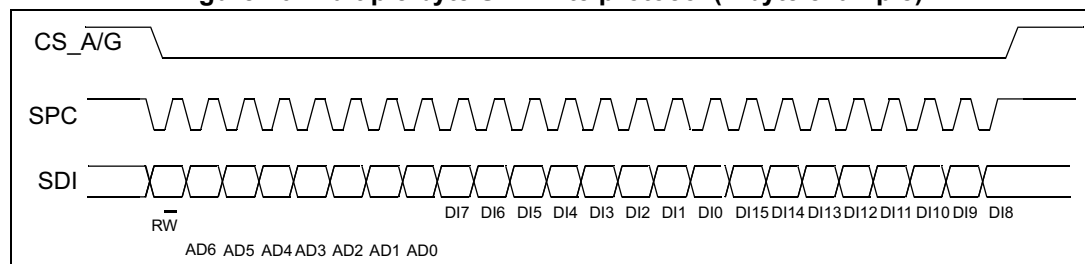 CS_A/G
SPC
SDI
RW
DI7 DI6 DI5 DI4 DI3 DI2 DI1 DI0 DI15 DI14 DI13 DI12 DI11 DI10 DI9 DI8
AD6 AD5 AD4 AD3 AD2 AD1 AD0